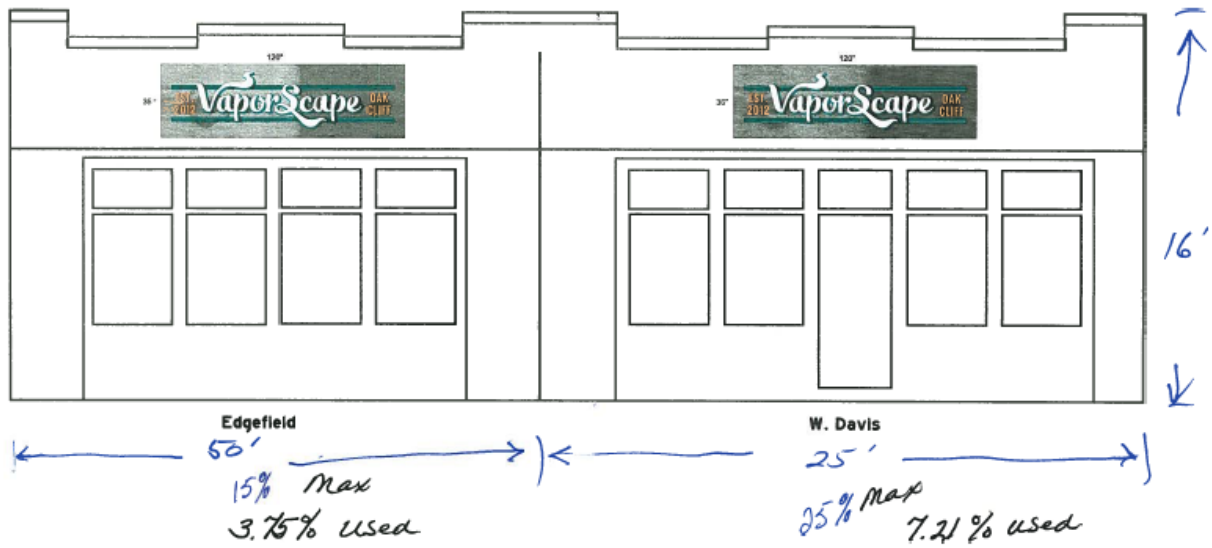 120"
120"
35"
EST. 2012 VaporScape OAK CLIFF
30"
EST. 2012 VaporScape OAK CLIFF
16'
Edgefield
W. Davis
50'
25'
15% Max
25% Max
3.75% used
7.21% used